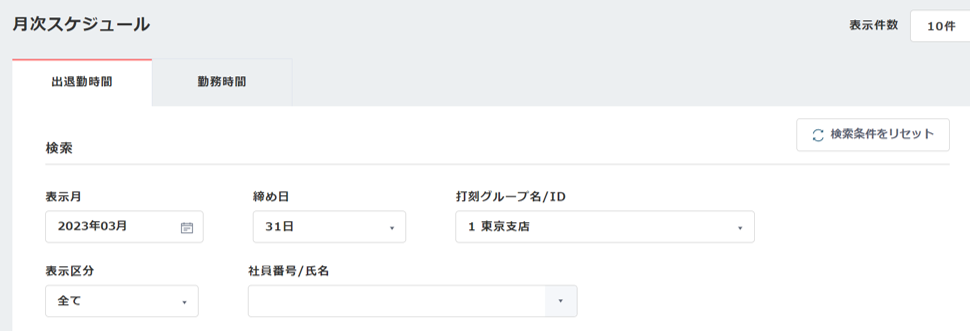 月次スケジュール
表示件数 10件
出退勤時間 勤務時間
検索条件をリセット
検索
表示月 締め日 打刻グループ名/ID
2023年03月 31日 1 東京支店
表示区分 社員番号/氏名
全て